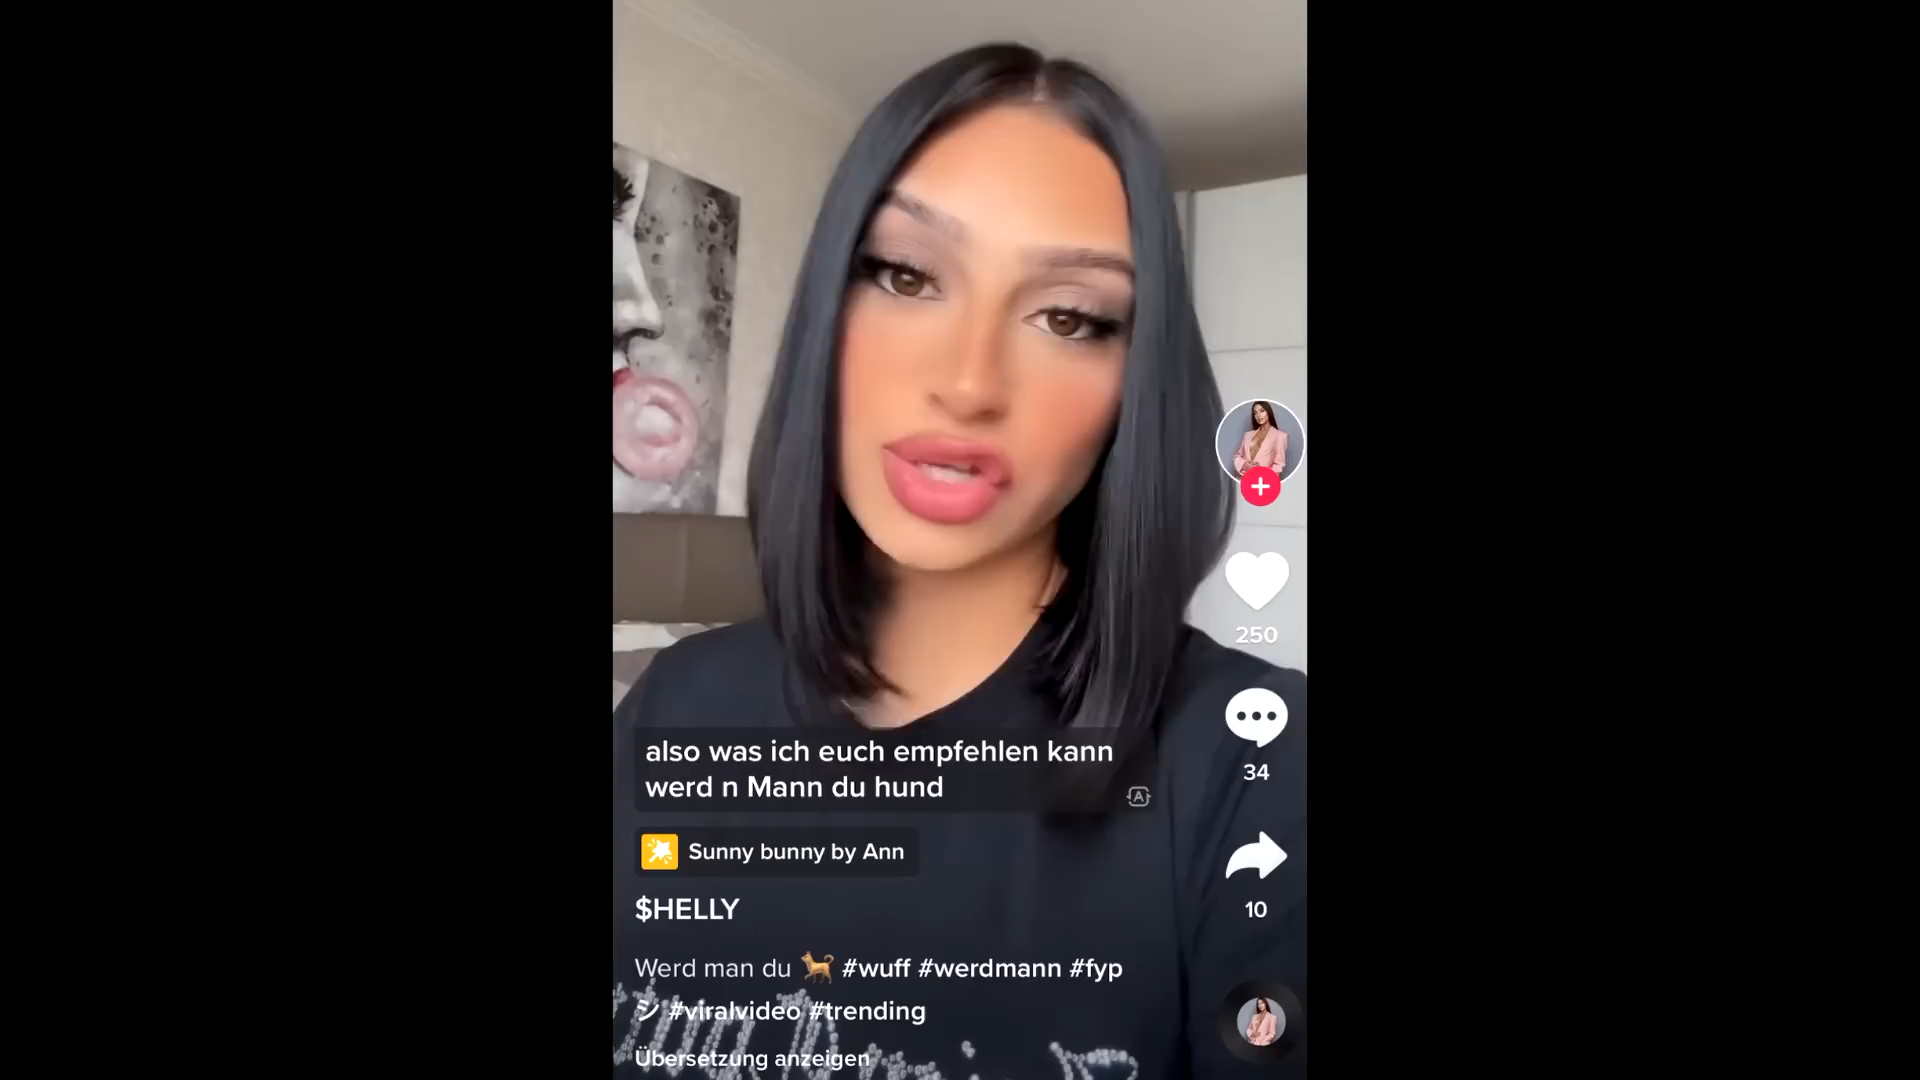 also was ich euch empfehlen kann
werd n Mann du hund
Sunny bunny by Ann
$HELLY
Werd man du 🐕 #wuff #werdmann #fyp
シ #viralvideo #trending
Übersetzung anzeigen
250
34
10